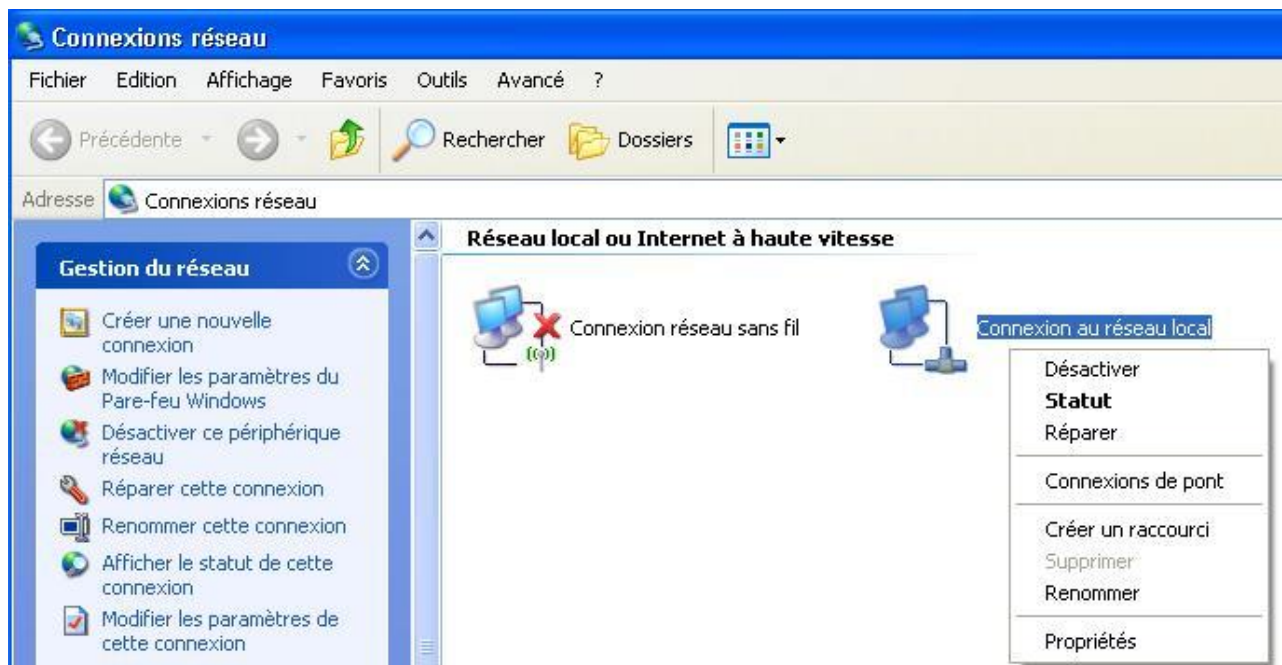 Connexions réseau
Fichier Edition Affichage Favoris Outils Avancé ?
Précédente Rechercher Dossiers
Adresse Connexions réseau
Gestion du réseau
Créer une nouvelle
connexion
Modifier les paramètres du
Pare-feu Windows
Désactiver ce périphérique
réseau
Réparer cette connexion
Renommer cette connexion
Afficher le statut de cette
connexion
Modifier les paramètres de
cette connexion
Réseau local ou Internet à haute vitesse
Connexion réseau sans fil
Connexion au réseau local
Désactiver
Statut
Réparer
Connexions de pont
Créer un raccourci
Supprimer
Renommer
Propriétés